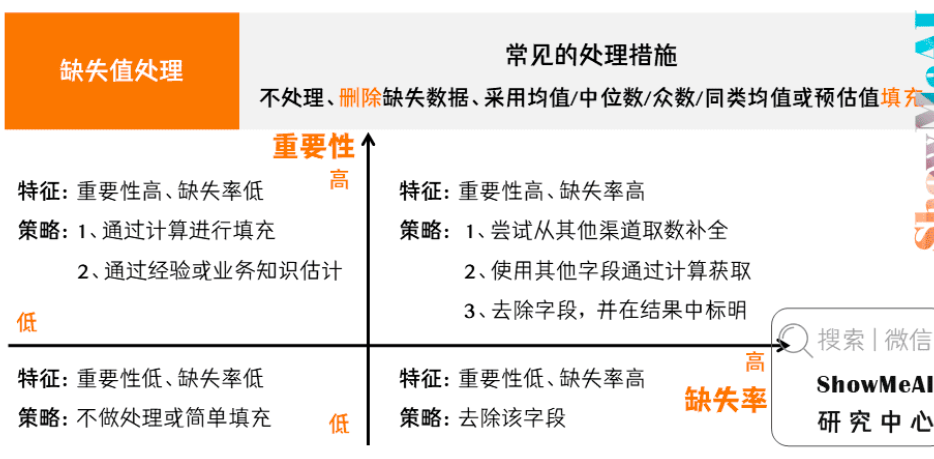 缺失值处理
常见的处理措施
不处理、删除缺失数据、采用均值/中位数/众数/同类均值或预估值填充
重要性
高
特征: 重要性高、缺失率低
策略: 1、通过计算进行填充
2、通过经验或业务知识估计
特征: 重要性高、缺失率高
策略: 1、尝试从其他渠道取数补全
2、使用其他字段通过计算获取
3、去除字段，并在结果中标明
低
高
缺失率
特征: 重要性低、缺失率低
策略: 不做处理或简单填充
低
特征: 重要性低、缺失率高
策略: 去除该字段
搜索 | 微信
ShowMeAI
研究中心
ShowMeAI